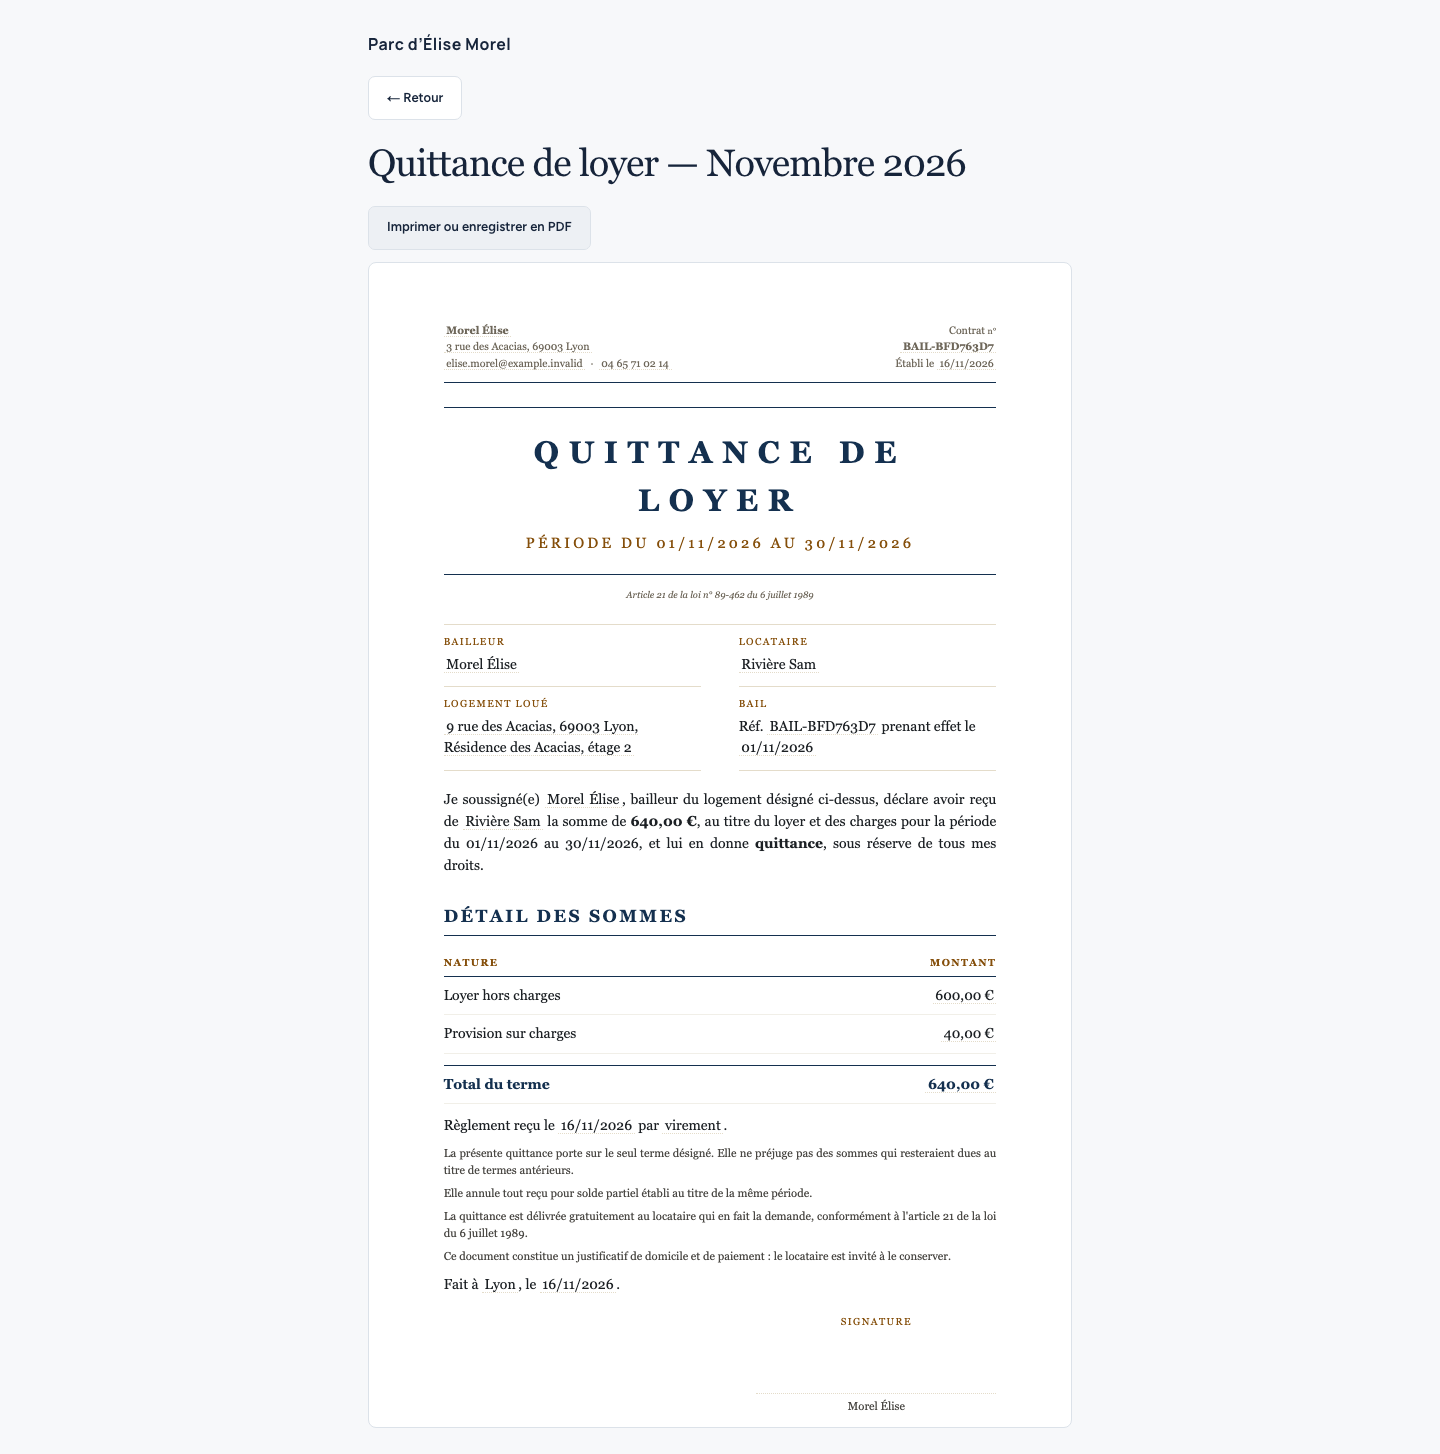 Parc d’Élise Morel
← Retour
Quittance de loyer — Novembre 2026
Imprimer ou enregistrer en PDF
Morel Élise
3 rue des Acacias, 69003 Lyon
elise.morel@example.invalid · 04 65 71 02 14
Contrat n°
BAIL-BFD763D7
Établi le 16/11/2026
QUITTANCE DE
LOYER
PÉRIODE DU 01/11/2026 AU 30/11/2026
Article 21 de la loi n° 89-462 du 6 juillet 1989
BAILLEUR
Morel Élise
LOCATAIRE
Rivière Sam
LOGEMENT LOUÉ
9 rue des Acacias, 69003 Lyon,
Résidence des Acacias, étage 2
BAIL
Réf. BAIL-BFD763D7 prenant effet le
01/11/2026
Je soussigné(e) Morel Élise, bailleur du logement désigné ci-dessus, déclare avoir reçu
de Rivière Sam la somme de 640,00 €, au titre du loyer et des charges pour la période
du 01/11/2026 au 30/11/2026, et lui en donne quittance, sous réserve de tous mes
droits.
DÉTAIL DES SOMMES
NATURE MONTANT
Loyer hors charges 600,00 €
Provision sur charges 40,00 €
Total du terme 640,00 €
Règlement reçu le 16/11/2026 par virement.
La présente quittance porte sur le seul terme désigné. Elle ne préjuge pas des sommes qui resteraient dues au
titre de termes antérieurs.
Elle annule tout reçu pour solde partiel établi au titre de la même période.
La quittance est délivrée gratuitement au locataire qui en fait la demande, conformément à l'article 21 de la loi
du 6 juillet 1989.
Ce document constitue un justificatif de domicile et de paiement : le locataire est invité à le conserver.
Fait à Lyon, le 16/11/2026.
SIGNATURE
Morel Élise